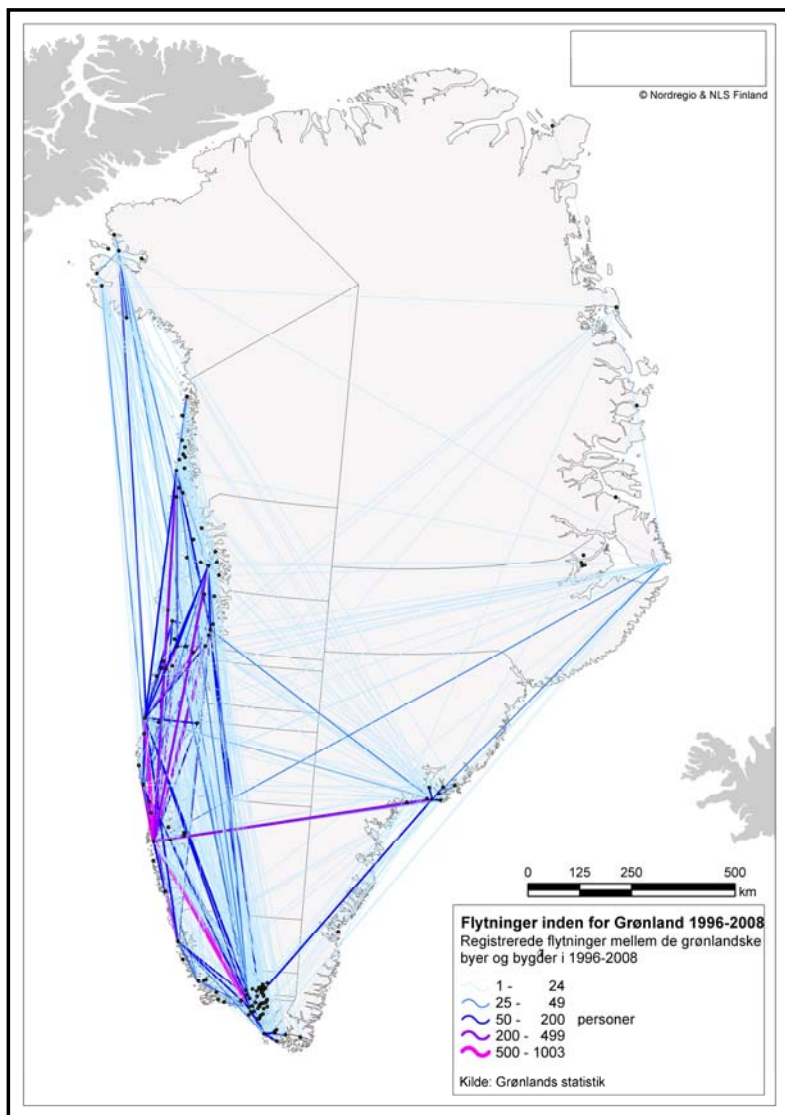 © Nordregio & NLS Finland
0 125 250 500
km
Flytninger inden for Grønland 1996-2008
Registrerede flytninger mellem de grønlandske
byer og bygder i 1996-2008
1 - 24
25 - 49
50 - 200 personer
200 - 499
500 - 1003
Kilde: Grønlands statistik